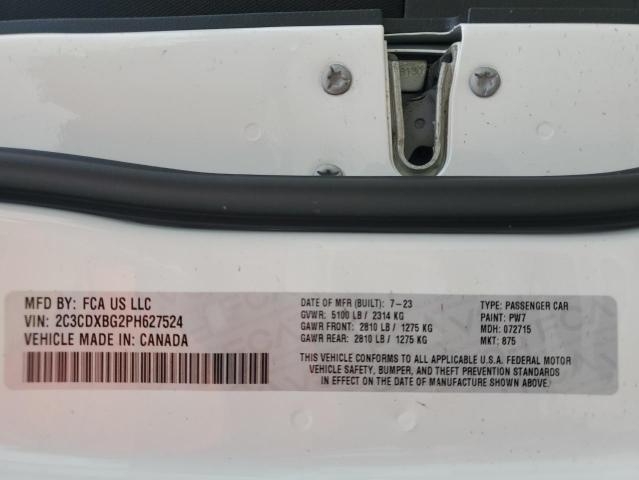 MFD BY: FCA US LLC
VIN: 2C3CDXBG2PH627524
VEHICLE MADE IN: CANADA
DATE OF MFR (BUILT): 7-23
GVWR: 5100 LB / 2314 KG
GAWR FRONT: 2810 LB / 1275 KG
GAWR REAR: 2810 LB / 1275 KG
TYPE: PASSENGER CAR
PAINT: PW7
MDH: 072715
MKT: 875
THIS VEHICLE CONFORMS TO ALL APPLICABLE U.S.A. FEDERAL MOTOR
VEHICLE SAFETY, BUMPER, AND THEFT PREVENTION STANDARDS
IN EFFECT ON THE DATE OF MANUFACTURE SHOWN ABOVE.